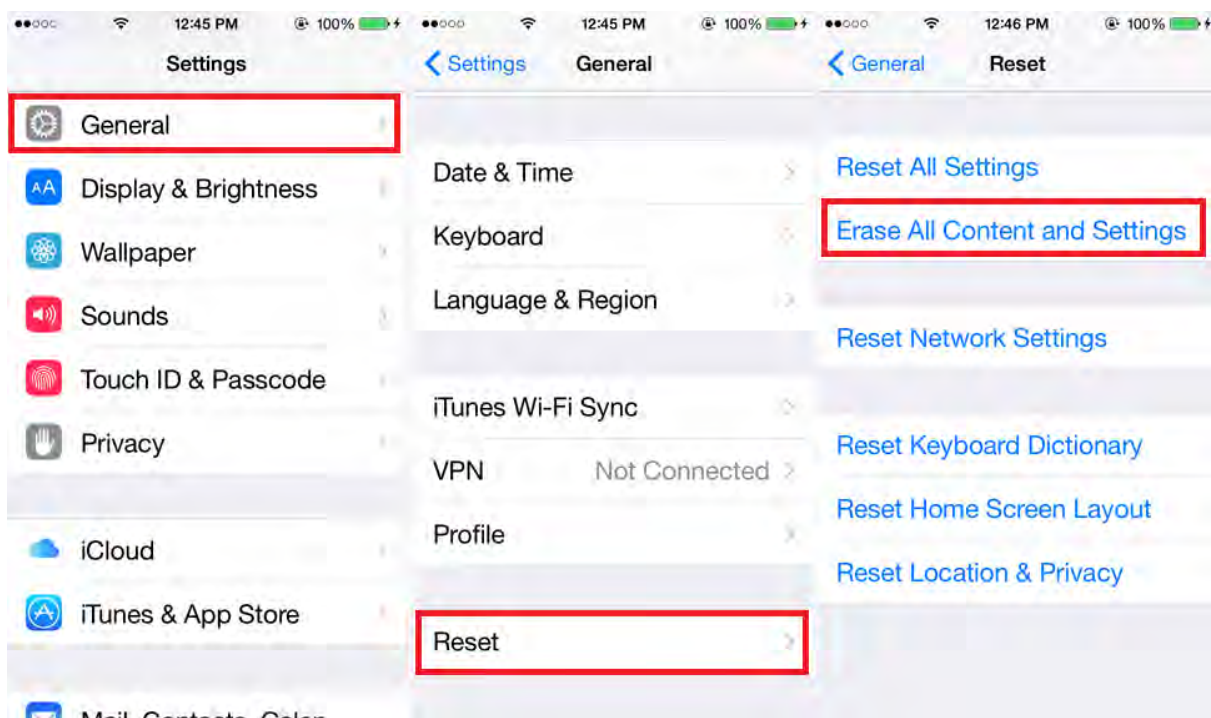 12:45 PM 100%
Settings
General
Display & Brightness
Wallpaper
Sounds
Touch ID & Passcode
Privacy
iCloud
iTunes & App Store
Mail, Contacts, Calen
12:45 PM 100%
Settings General
Date & Time
Keyboard
Language & Region
iTunes Wi-Fi Sync
VPN Not Connected
Profile
Reset
12:46 PM 100%
General Reset
Reset All Settings
Erase All Content and Settings
Reset Network Settings
Reset Keyboard Dictionary
Reset Home Screen Layout
Reset Location & Privacy